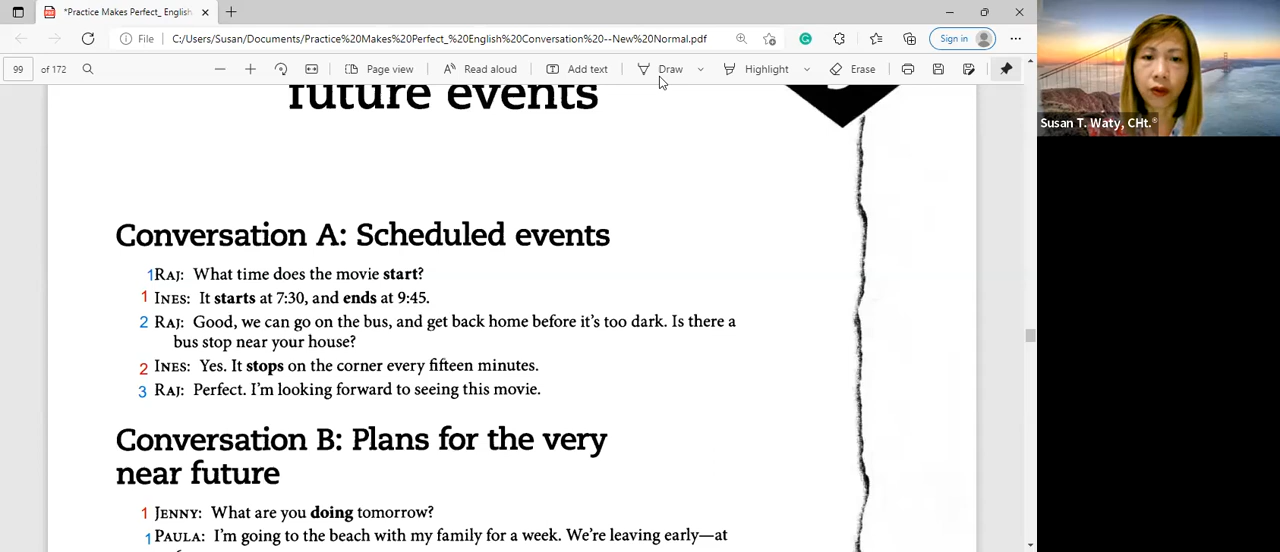 *Practice Makes Perfect_ English
File C:/Users/Susan/Documents/Practice%20Makes%20Perfect_%20English%20Conversation%20--New%20Normal.pdf Sign in
99 of 172 Page view Read aloud Add text Draw Highlight Erase
future events
Susan T. Waty, CHt.®
Conversation A: Scheduled events
1 RAJ: What time does the movie start?
1 INES: It starts at 7:30, and ends at 9:45.
2 RAJ: Good, we can go on the bus, and get back home before it's too dark. Is there a
bus stop near your house?
2 INES: Yes. It stops on the corner every fifteen minutes.
3 RAJ: Perfect. I'm looking forward to seeing this movie.
Conversation B: Plans for the very
near future
1 JENNY: What are you doing tomorrow?
1 PAULA: I'm going to the beach with my family for a week. We're leaving early—at